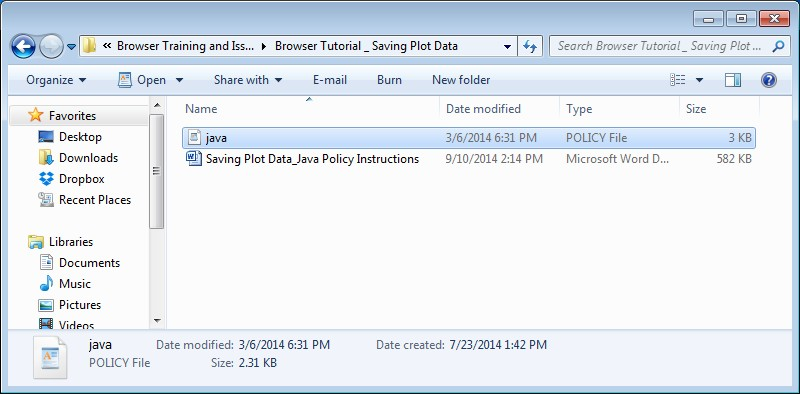 « Browser Training and Iss... ▸ Browser Tutorial _ Saving Plot Data
Search Browser Tutorial _ Saving Plot ...
Organize Open Share with E-mail Burn New folder
Favorites
Desktop
Downloads
Dropbox
Recent Places
Libraries
Documents
Music
Pictures
Videos
Name Date modified Type Size
java 3/6/2014 6:31 PM POLICY File 3 KB
Saving Plot Data_Java Policy Instructions 9/10/2014 2:14 PM Microsoft Word D... 582 KB
java Date modified: 3/6/2014 6:31 PM Date created: 7/23/2014 1:42 PM
POLICY File Size: 2.31 KB